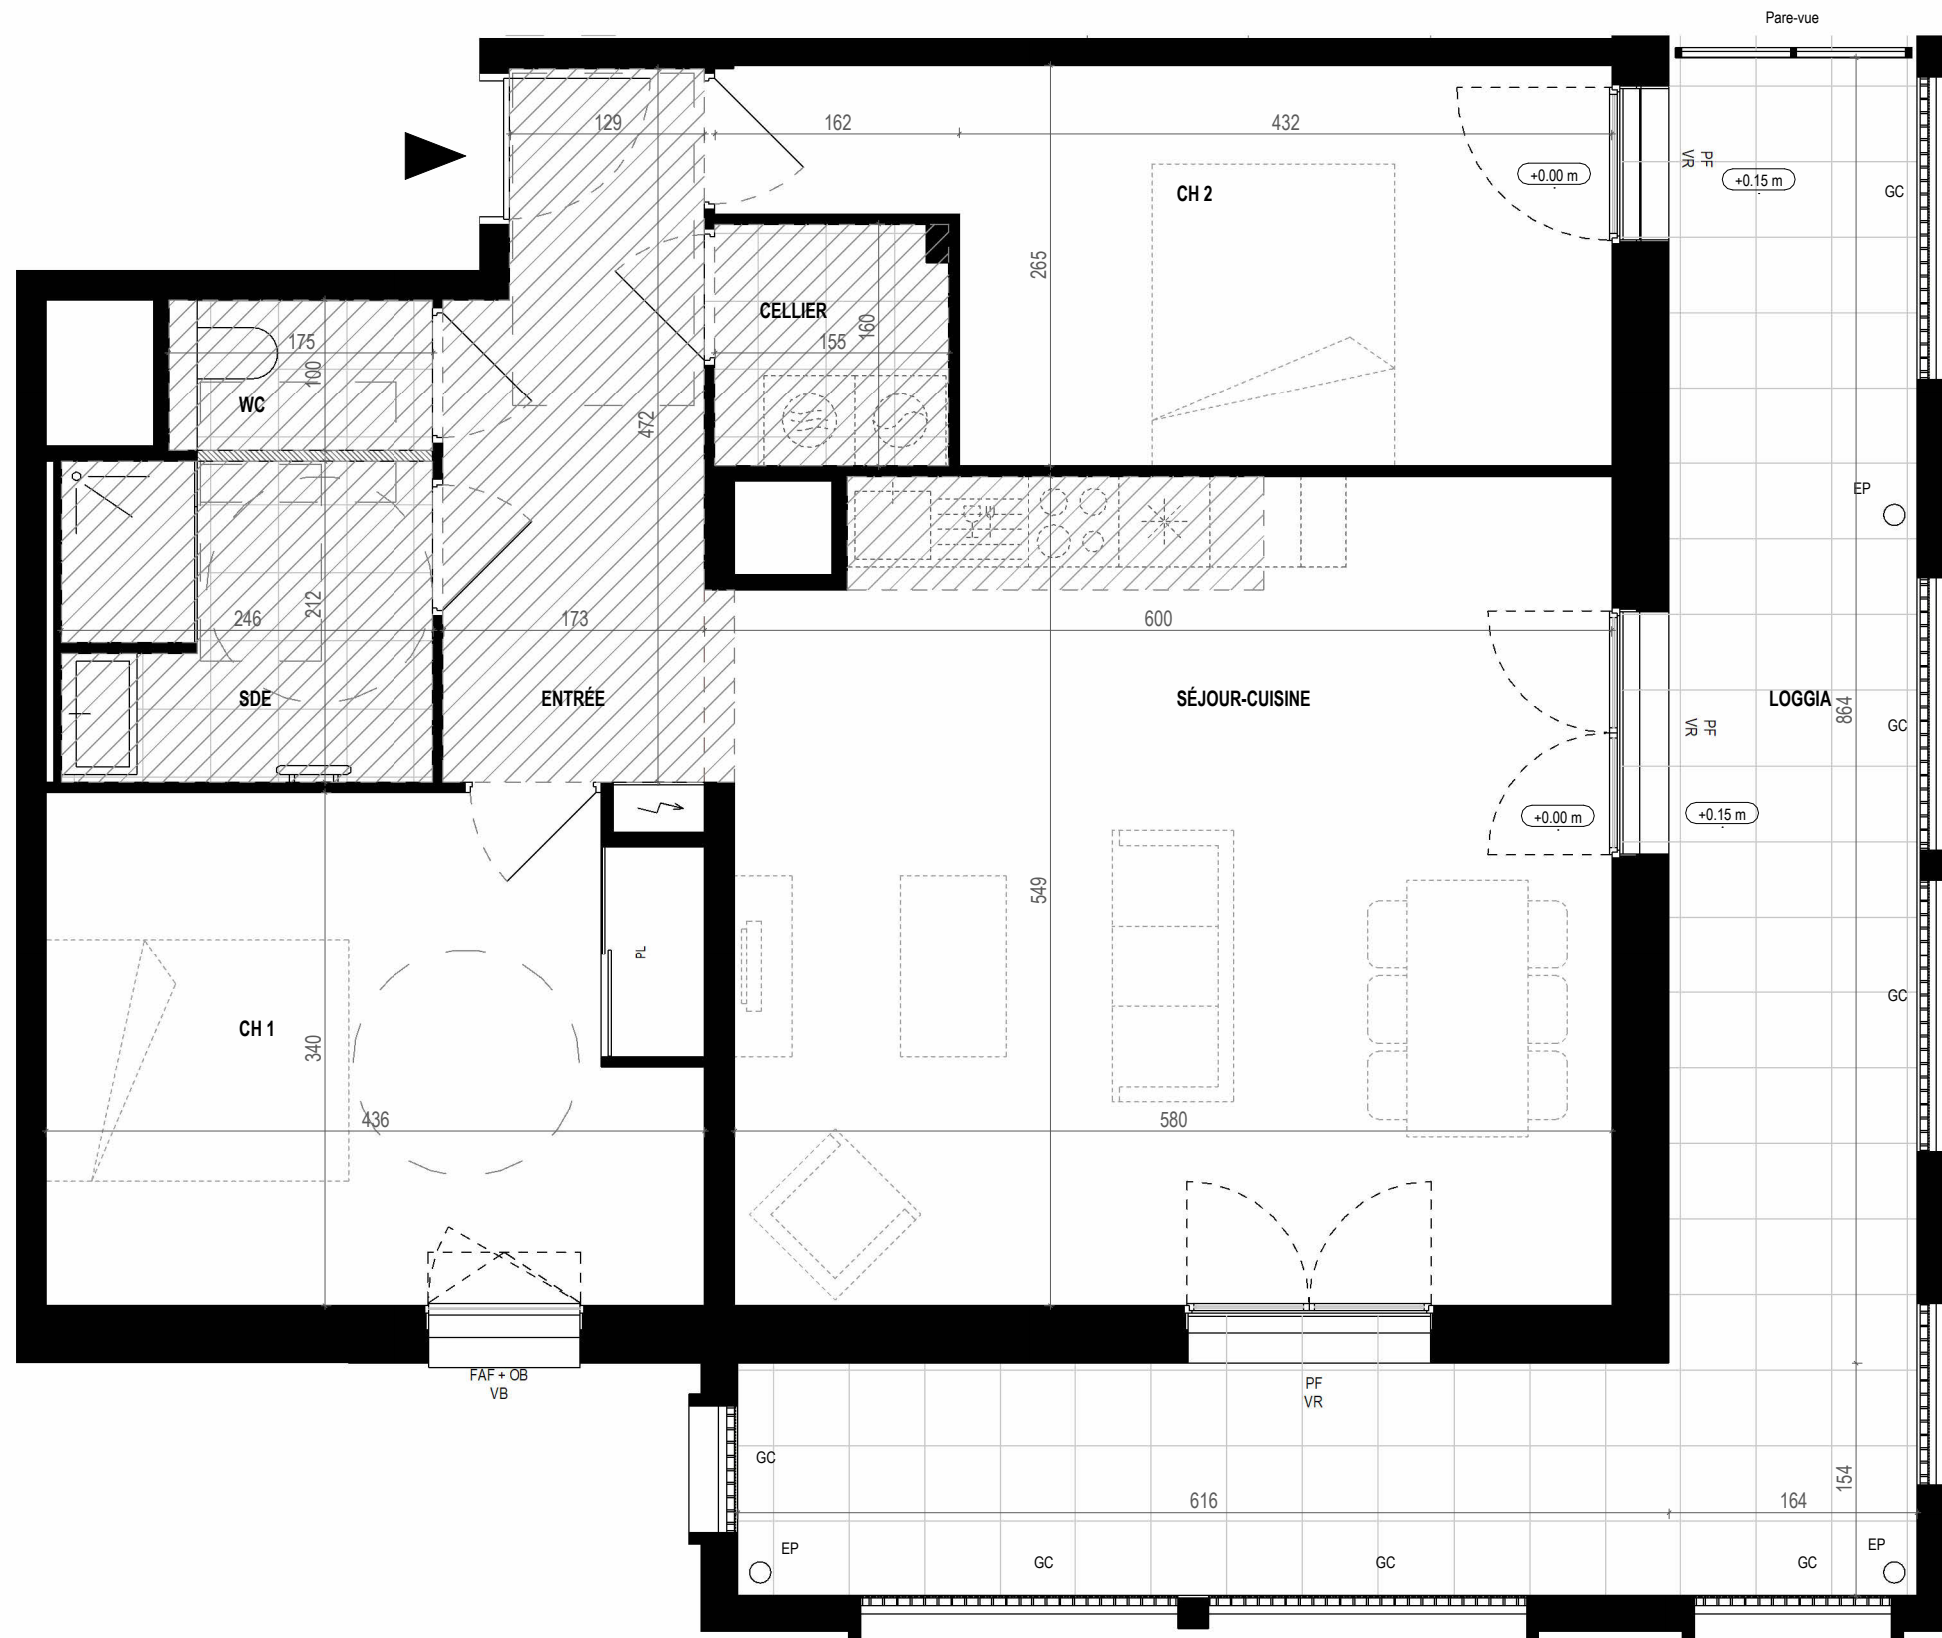 Pare-vue
129
162
432
PF
VR
+0.00 m
+0.15 m
GC
CH 2
265
CELLIER
160
155
175
100
WC
472
EP
246
212
173
600
SDE
ENTRÉE
SÉJOUR-CUISINE
LOGGIA
864
GC
PF
VR
+0.00 m
+0.15 m
549
PL
GC
CH 1
340
436
580
FAF + OB
VB
PF
VR
GC
154
616
164
EP
GC
GC
GC
EP